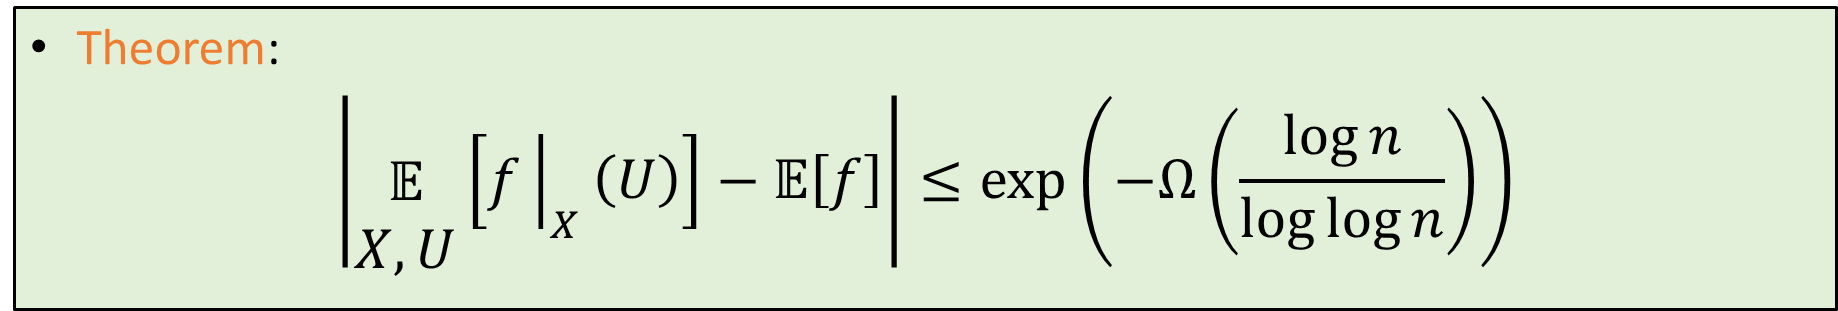 • Theorem:
| 𝔼_{X, U} [f |_X (U)] − 𝔼[f] | ≤ exp(−Ω(log n / log log n))